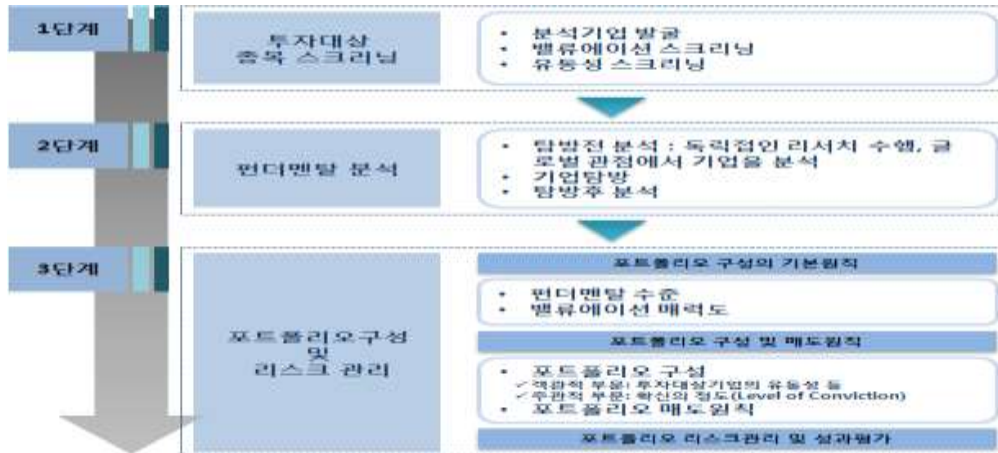 1단계
투자대상
종목 스크리닝
• 분석기업 발굴
• 밸류에이션 스크리닝
• 유동성 스크리닝
2단계
펀더멘탈 분석
• 탐방전 분석 : 독립접인 리서치 수행, 글
로벌 관점에서 기업을 분석
• 기업탐방
• 탐방후 분석
3단계
포트폴리오구성
및
리스크 관리
포트폴리오 구성의 기본원칙
• 펀더멘탈 수준
• 밸류에이션 매력도
포트폴리오 구성 및 매도원칙
• 포트폴리오 구성
✓객관적 부문: 투자대상기업의 유동성 등
✓주관적 부문: 확신의 정도(Level of Conviction)
• 포트폴리오 매도원칙
포트폴리오 리스크관리 및 성과평가